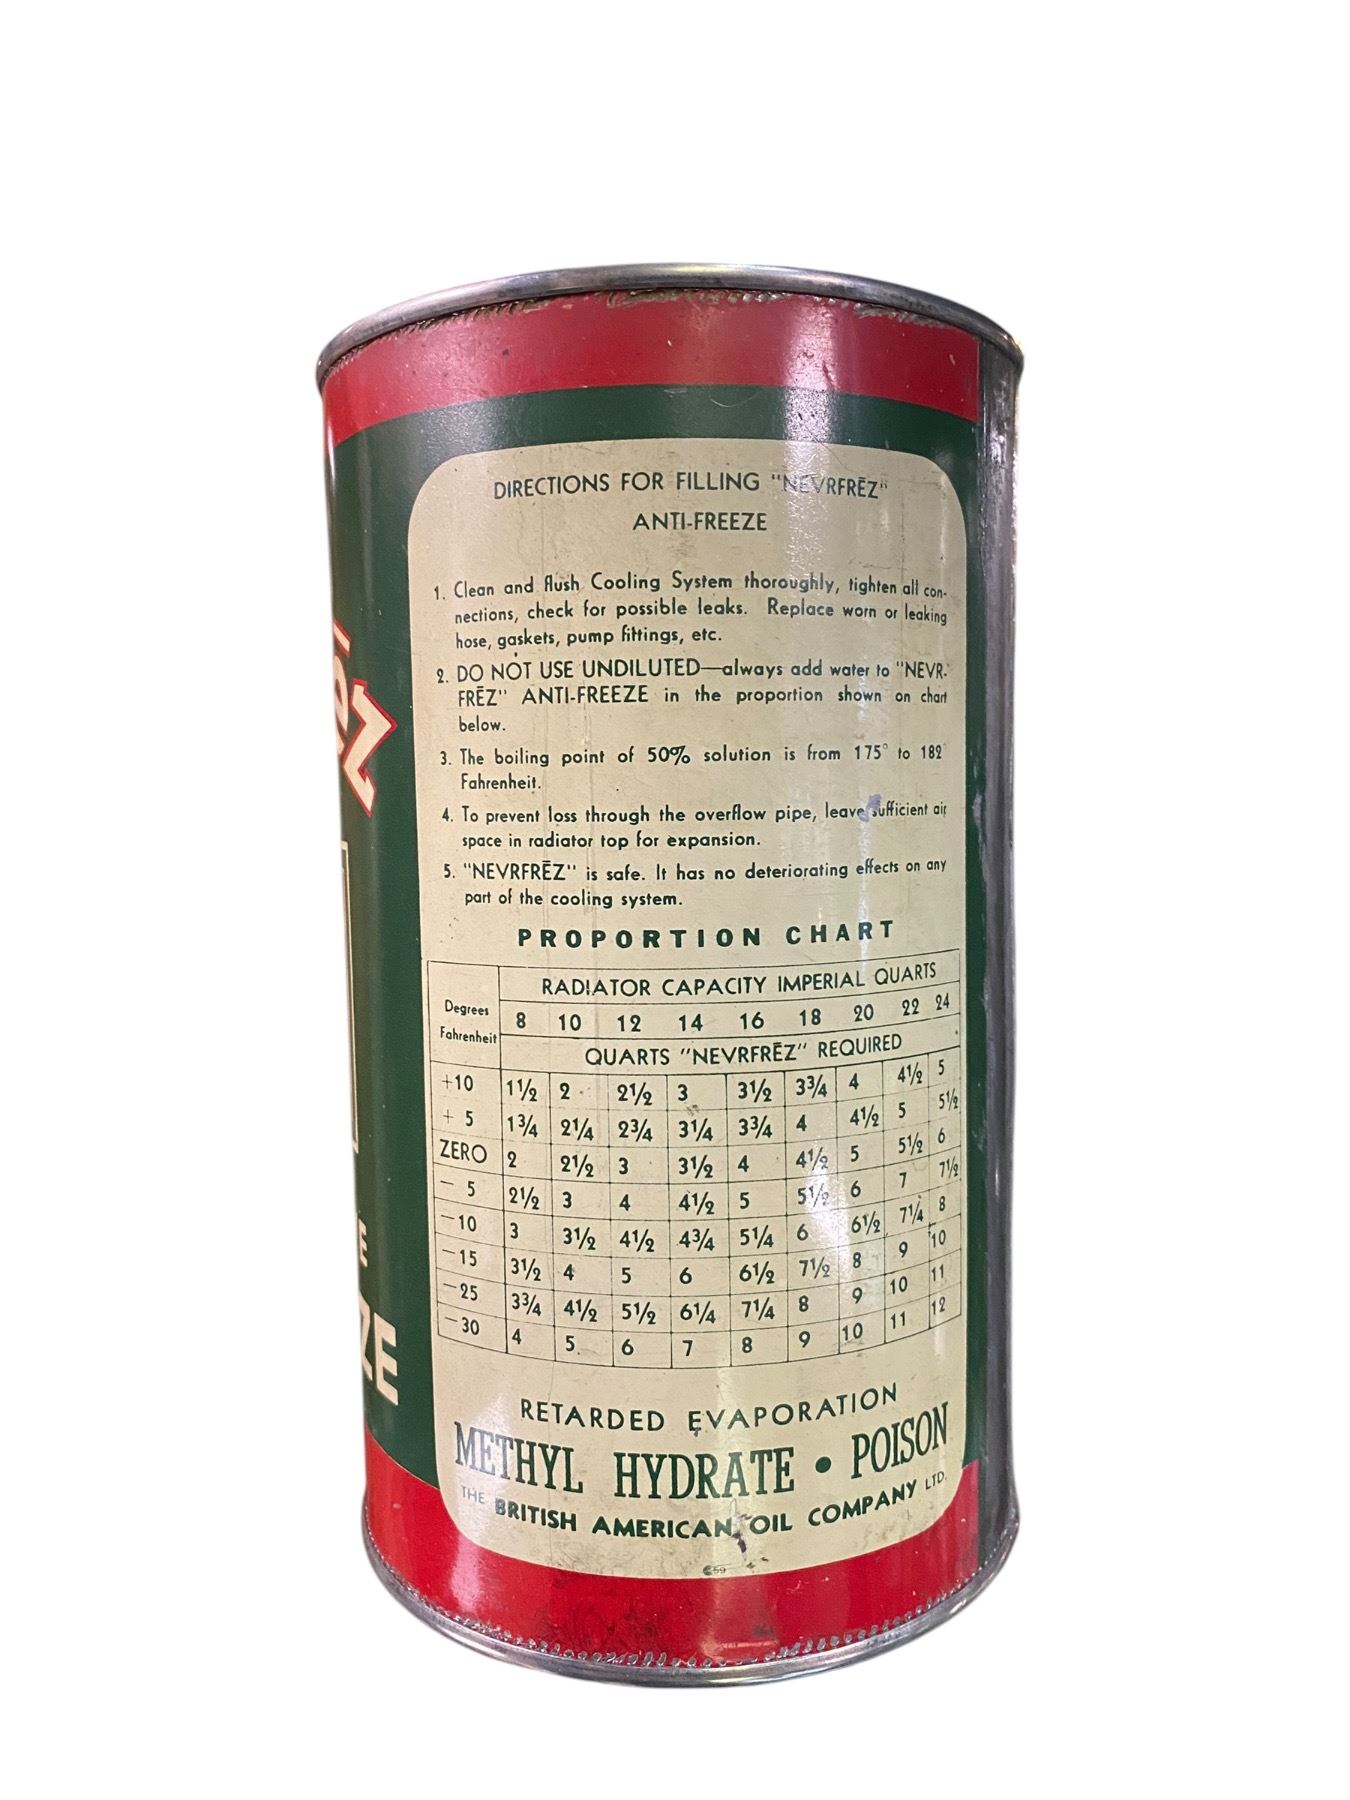 DIRECTIONS FOR FILLING "NEVRFRĒZ"
ANTI-FREEZE
1. Clean and flush Cooling System thoroughly, tighten all con-
nections, check for possible leaks. Replace worn or leaking
hose, gaskets, pump fittings, etc.
2. DO NOT USE UNDILUTED—always add water to "NEVR-
FRĒZ" ANTI-FREEZE in the proportion shown on chart
below.
3. The boiling point of 50% solution is from 175° to 182°
Fahrenheit.
4. To prevent loss through the overflow pipe, leave sufficient air
space in radiator top for expansion.
5. "NEVRFRĒZ" is safe. It has no deteriorating effects on any
part of the cooling system.
PROPORTION CHART
RADIATOR CAPACITY IMPERIAL QUARTS
Degrees
Fahrenheit
8 10 12 14 16 18 20 22 24
QUARTS "NEVRFRĒZ" REQUIRED
+10 1½ 2 2½ 3 3½ 3¾ 4 4½ 5
+ 5 1¾ 2¼ 2¾ 3¼ 3¾ 4 4½ 5 5½
ZERO 2 2½ 3 3½ 4 4½ 5 5½ 6
— 5 2½ 3 4 4½ 5 5½ 6 7 7½
—10 3 3½ 4½ 4¾ 5¼ 6 6½ 7¼ 8
—15 3½ 4 5 6 6½ 7½ 8 9 10
—25 3¾ 4½ 5½ 6¼ 7¼ 8 9 10 11
—30 4 5 6 7 8 9 10 11 12
RETARDED EVAPORATION
METHYL HYDRATE • POISON
THE BRITISH AMERICAN OIL COMPANY LTD.
59
ēz
E
ZE